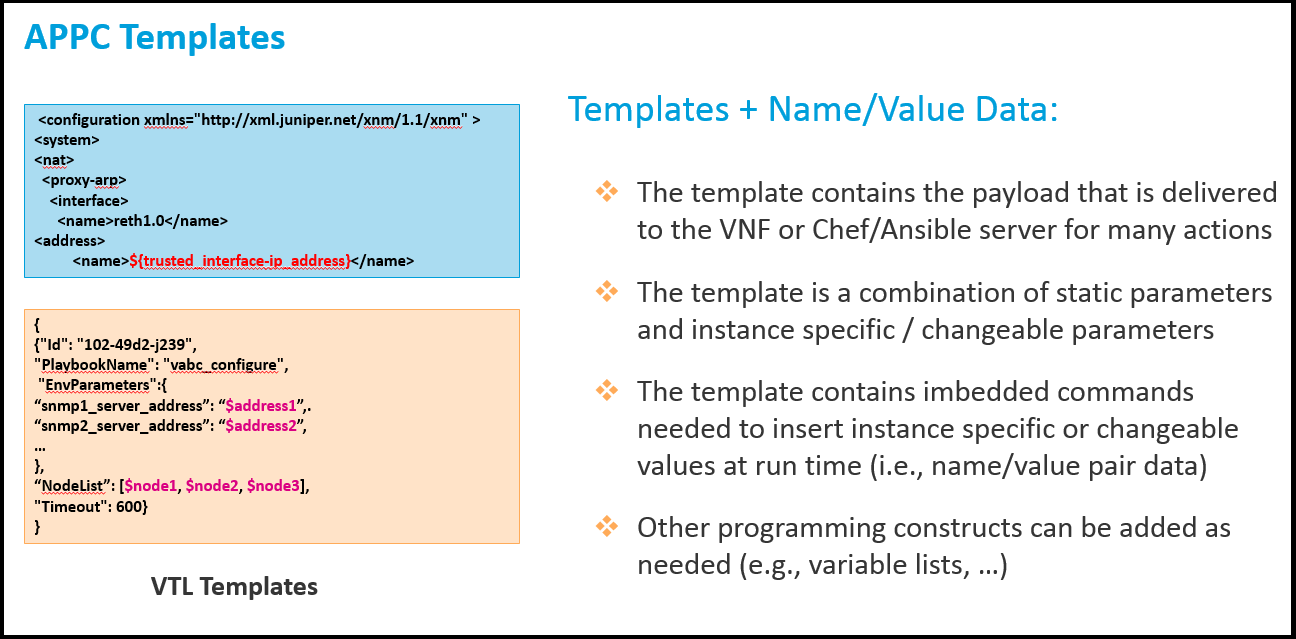 APPC Templates
<configuration xmlns="http://xml.juniper.net/xnm/1.1/xnm" >
<system>
<nat>
<proxy-arp>
<interface>
<name>reth1.0</name>
<address>
<name>${trusted_interface-ip_address}</name>
{
{"Id": "102-49d2-j239",
"PlaybookName": "vabc_configure",
"EnvParameters":{
“snmp1_server_address”: “$address1”,.
“snmp2_server_address”: “$address2”,
...
},
“NodeList”: [$node1, $node2, $node3],
"Timeout": 600}
}
VTL Templates
Templates + Name/Value Data:
The template contains the payload that is delivered
to the VNF or Chef/Ansible server for many actions
The template is a combination of static parameters
and instance specific / changeable parameters
The template contains imbedded commands
needed to insert instance specific or changeable
values at run time (i.e., name/value pair data)
Other programming constructs can be added as
needed (e.g., variable lists, ...)